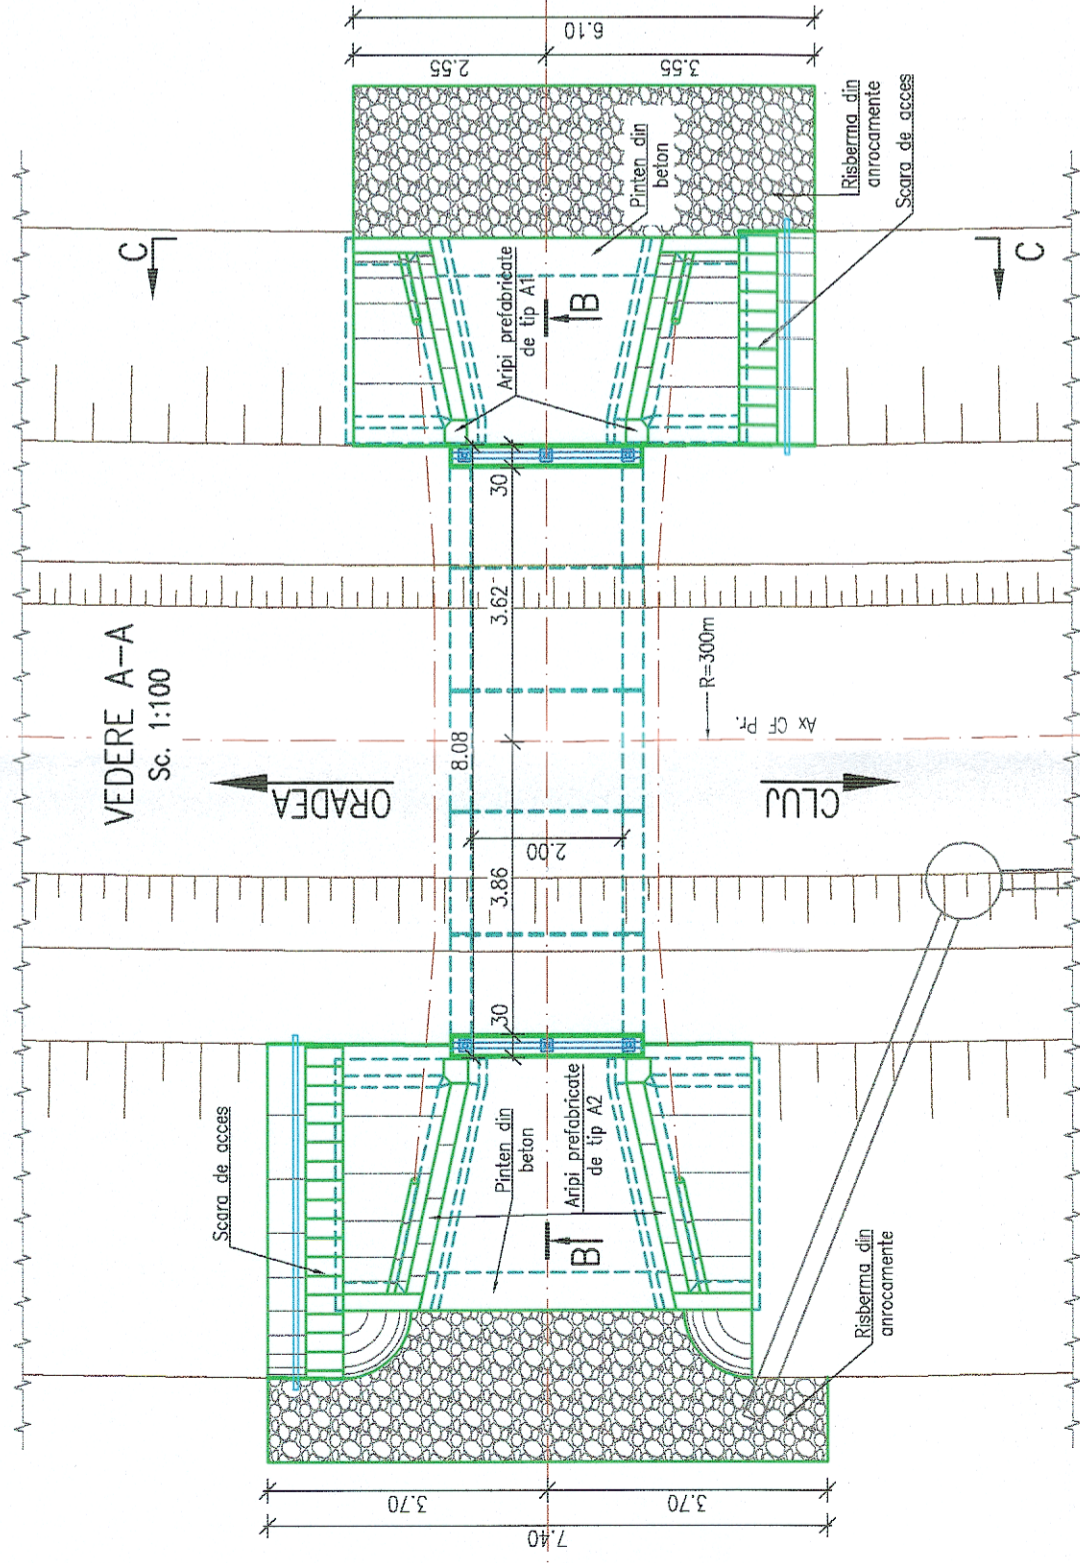 VEDERE A-A
Sc. 1:100
ORADEA
CLUJ
6.10
2.55
3.55
Pinten din
beton
Risberma din
anrocamente
Scara de acces
C
C
Aripi prefabricate
de tip A1
B
30
3.62
R=300m
Ax CF Pr.
8.08
2.00
3.86
30
Scara de acces
Pinten din
beton
Aripi prefabricate
de tip A2
B
Risberma din
anrocamente
3.70
3.70
7.40